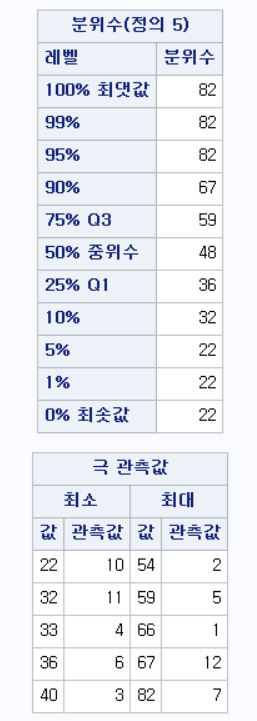 분위수(정의 5)
레벨 분위수
100% 최댓값 82
99% 82
95% 82
90% 67
75% Q3 59
50% 중위수 48
25% Q1 36
10% 32
5% 22
1% 22
0% 최솟값 22
극 관측값
최소 최대
값 관측값 값 관측값
22 10 54 2
32 11 59 5
33 4 66 1
36 6 67 12
40 3 82 7